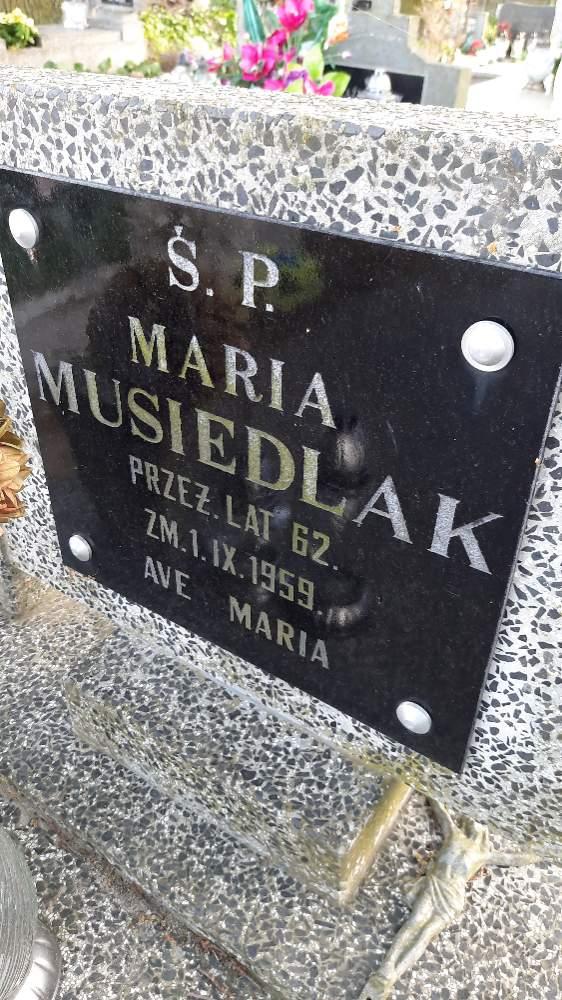 Ś. P.
MARIA
MUSIEDLAK
PRZEŻ. LAT 62.
ZM. 1. IX. 1959.
AVE MARIA